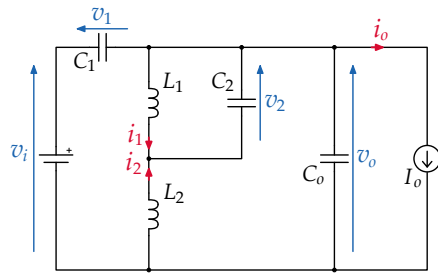 v₁
iₒ
C₁
L₁
C₂
v₂
i₁
vᵢ
+
i₂
vₒ
Cₒ
Iₒ
L₂